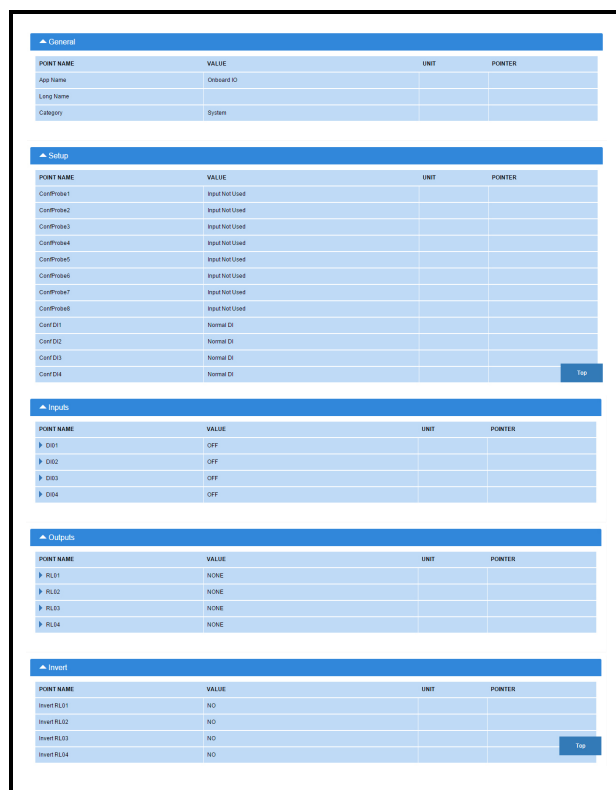 General
POINT NAME VALUE UNIT POINTER
App Name Onboard IO
Long Name
Category System
Setup
POINT NAME VALUE UNIT POINTER
ConfProbe1 Input Not Used
ConfProbe2 Input Not Used
ConfProbe3 Input Not Used
ConfProbe4 Input Not Used
ConfProbe5 Input Not Used
ConfProbe6 Input Not Used
ConfProbe7 Input Not Used
ConfProbe8 Input Not Used
Conf DI1 Normal DI
Conf DI2 Normal DI
Conf DI3 Normal DI
Conf DI4 Normal DI Top
Inputs
POINT NAME VALUE UNIT POINTER
DI01 OFF
DI02 OFF
DI03 OFF
DI04 OFF
Outputs
POINT NAME VALUE UNIT POINTER
RL01 NONE
RL02 NONE
RL03 NONE
RL04 NONE
Invert
POINT NAME VALUE UNIT POINTER
Invert RL01 NO
Invert RL02 NO
Invert RL03 NO
Top
Invert RL04 NO